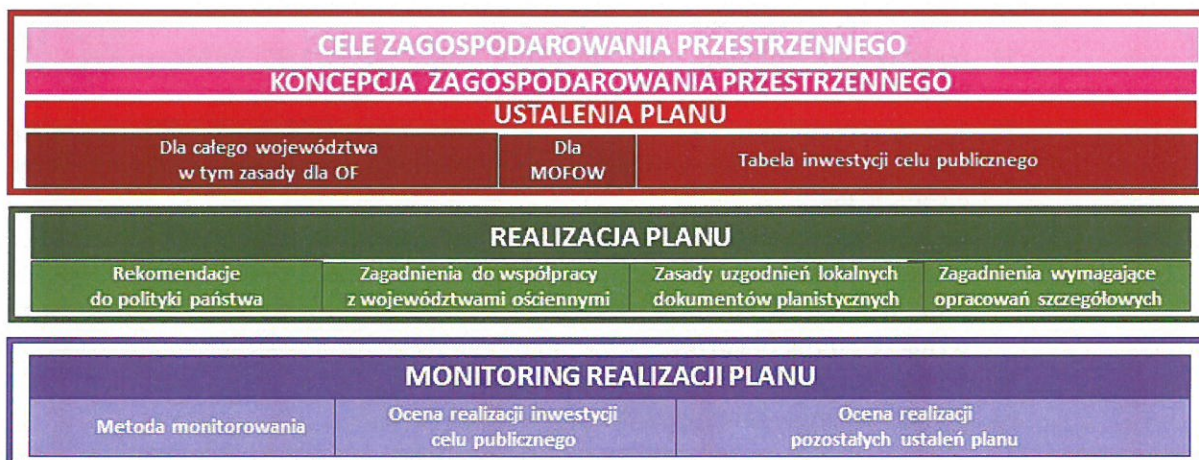 CELE ZAGOSPODAROWANIA PRZESTRZENNEGO
KONCEPCJA ZAGOSPODAROWANIA PRZESTRZENNEGO
USTALENIA PLANU
Dla całego województwa
w tym zasady dla OF
Dla
MOFOW
Tabela inwestycji celu publicznego
REALIZACJA PLANU
Rekomendacje
do polityki państwa
Zagadnienia do współpracy
z województwami ościennymi
Zasady uzgodnień lokalnych
dokumentów planistycznych
Zagadnienia wymagające
opracowań szczegółowych
MONITORING REALIZACJI PLANU
Metoda monitorowania
Ocena realizacji inwestycji
celu publicznego
Ocena realizacji
pozostałych ustaleń planu